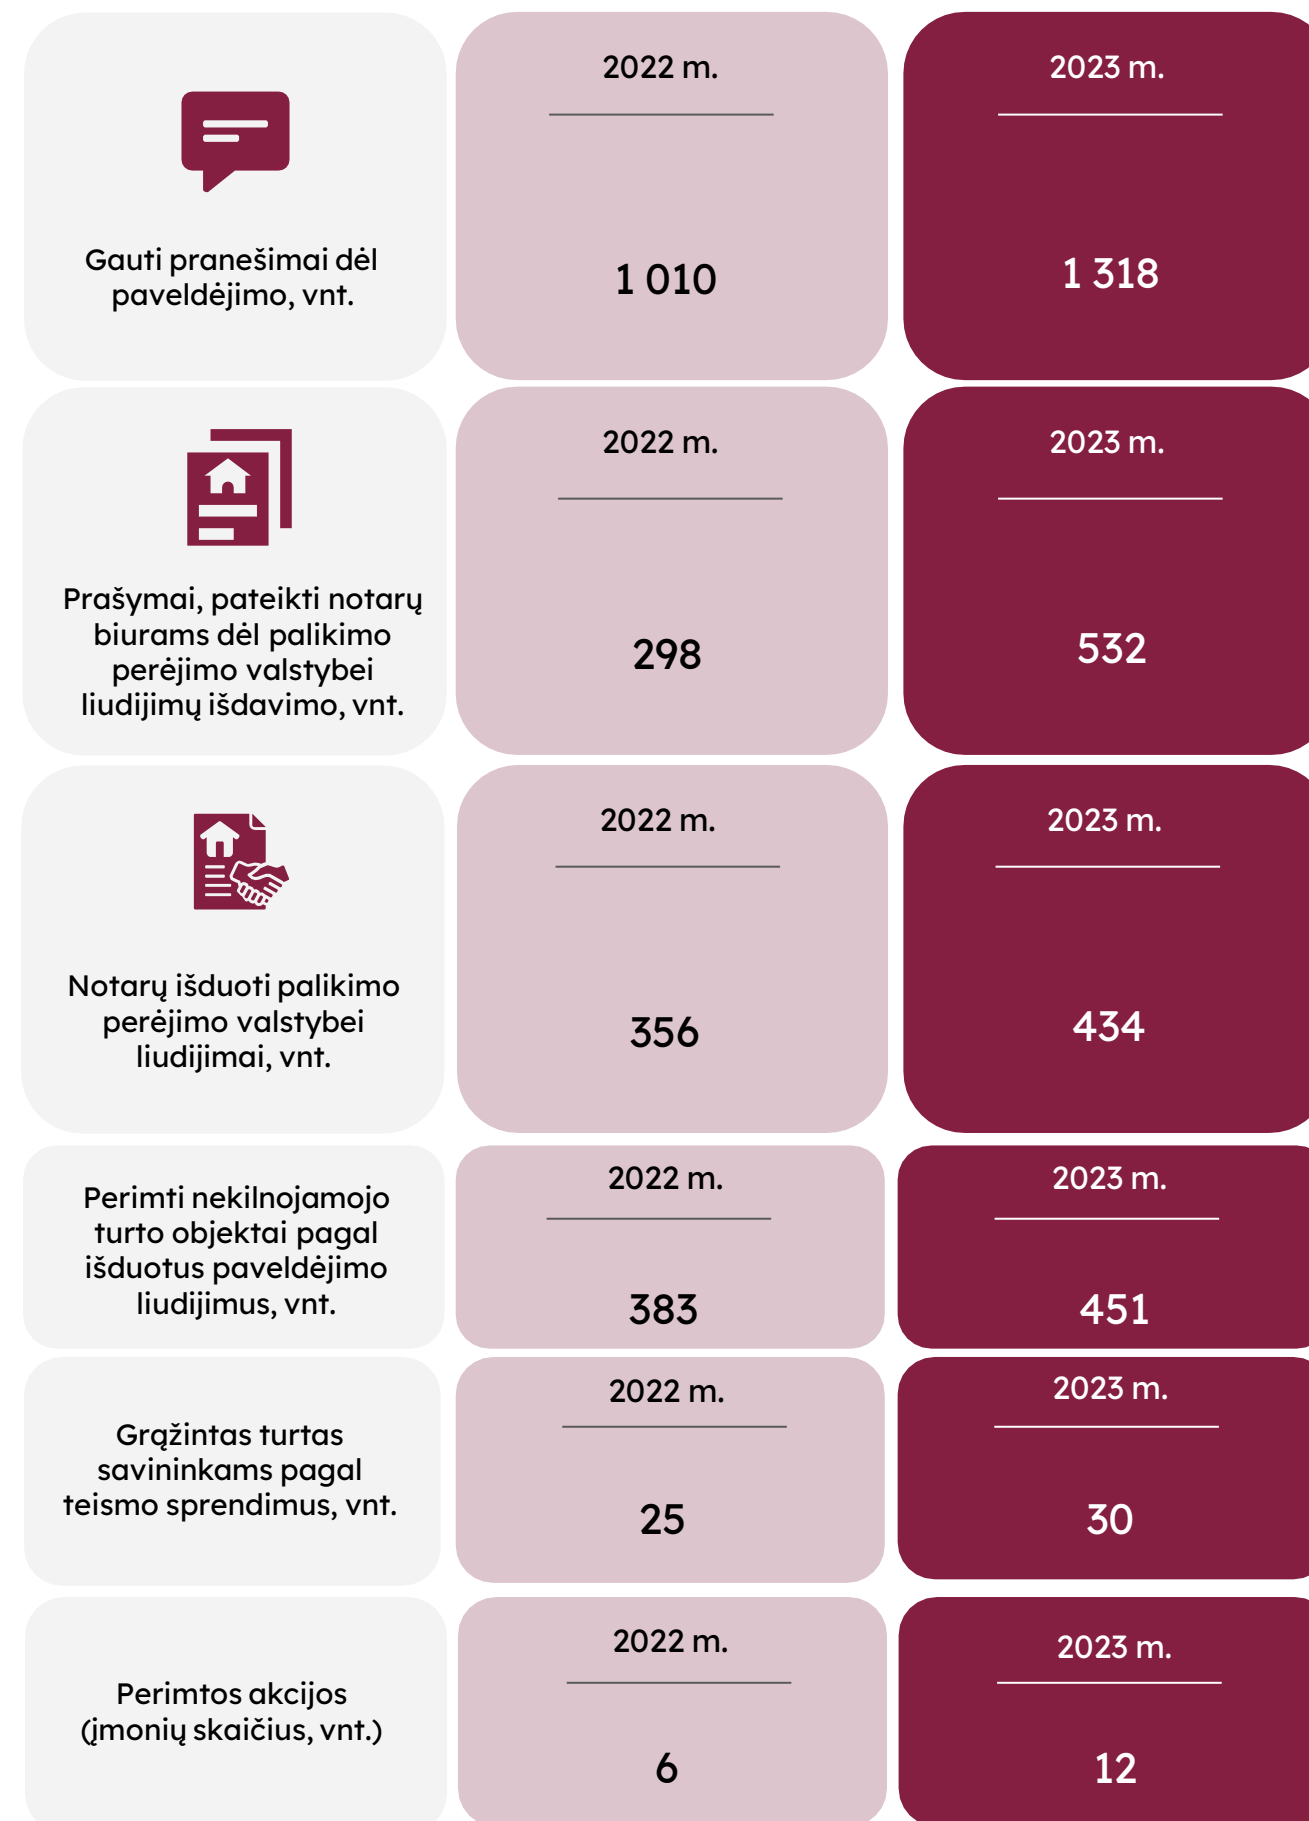 2022 m.
2023 m.
Gauti pranešimai dėl
paveldėjimo, vnt.
1 010
1 318
2022 m.
2023 m.
Prašymai, pateikti notarų
biurams dėl palikimo
perėjimo valstybei
liudijimų išdavimo, vnt.
298
532
2022 m.
2023 m.
Notarų išduoti palikimo
perėjimo valstybei
liudijimai, vnt.
356
434
2022 m.
2023 m.
Perimti nekilnojamojo
turto objektai pagal
išduotus paveldėjimo
liudijimus, vnt.
383
451
2022 m.
2023 m.
Grąžintas turtas
savininkams pagal
teismo sprendimus, vnt.
25
30
2022 m.
2023 m.
Perimtos akcijos
(įmonių skaičius, vnt.)
6
12